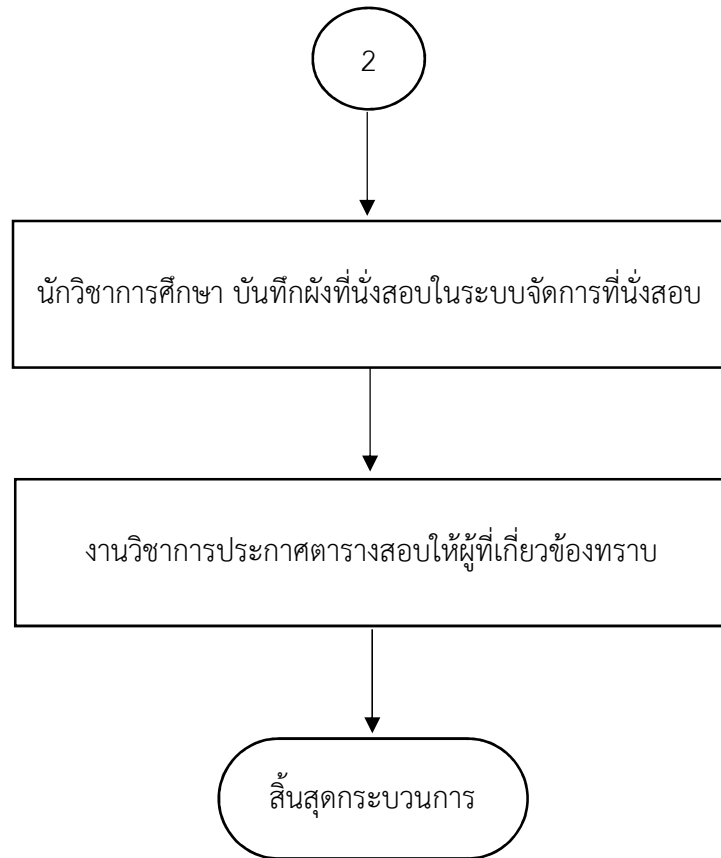 2
นักวิชาการศึกษา บันทึกผังที่นั่งสอบในระบบจัดการที่นั่งสอบ
งานวิชาการประกาศตารางสอบให้ผู้ที่เกี่ยวข้องทราบ
สิ้นสุดกระบวนการ